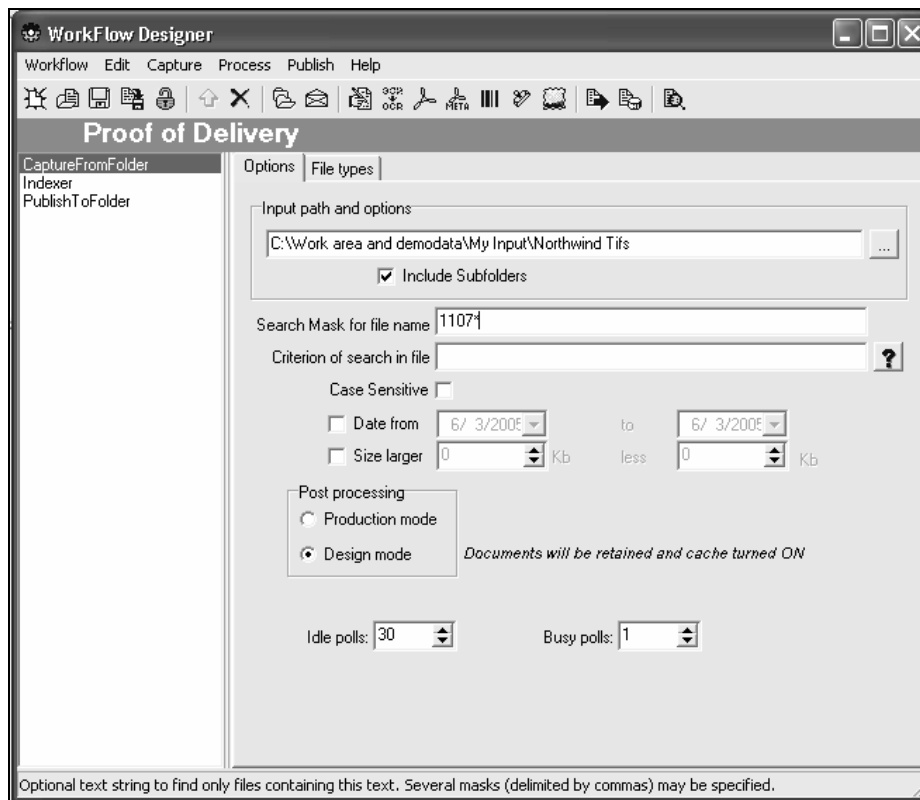 WorkFlow Designer
Workflow Edit Capture Process Publish Help
OCR OCR META
Proof of Delivery
CaptureFromFolder
Indexer
PublishToFolder
Options File types
Input path and options
C:\Work area and demodata\My Input\Northwind Tifs ...
Include Subfolders
Search Mask for file name 1107*
Criterion of search in file ?
Case Sensitive
Date from 6/ 3/2005 to 6/ 3/2005
Size larger 0 Kb less 0 Kb
Post processing
Production mode
Design mode Documents will be retained and cache turned ON
Idle polls: 30 Busy polls: 1
Optional text string to find only files containing this text. Several masks (delimited by commas) may be specified.